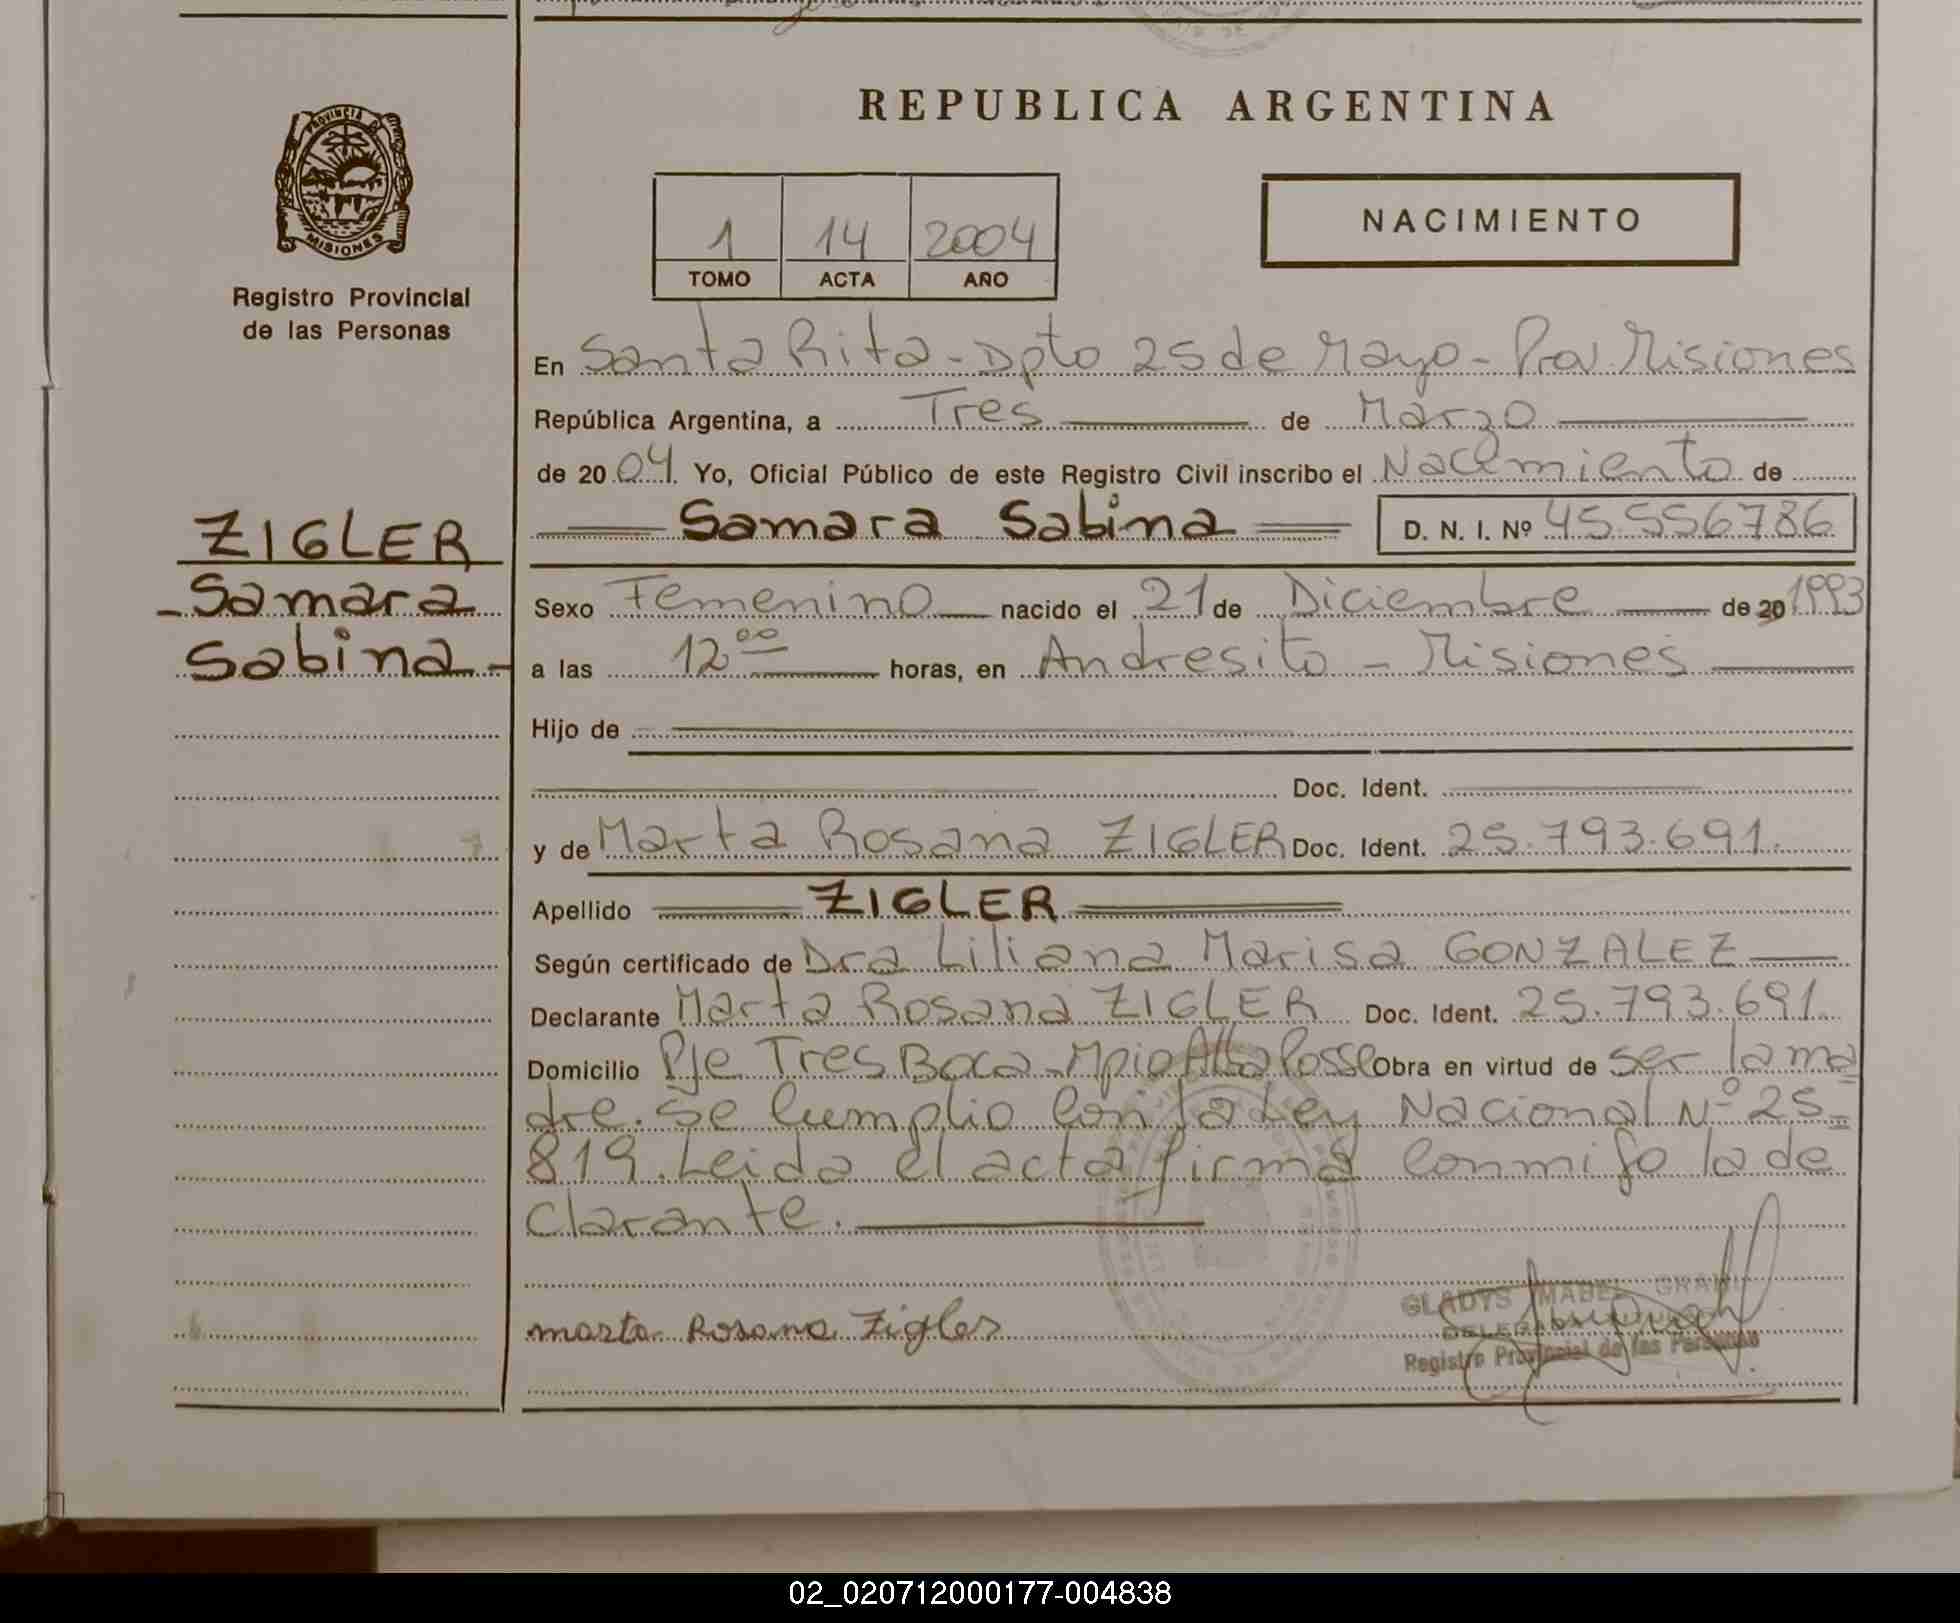 REPUBLICA ARGENTINA
PROVINCIA DE MISIONES
Registro Provincial
de las Personas
1 14 2004
TOMO ACTA AÑO
NACIMIENTO
En Santa Rita - Dpto 25 de Mayo - Misiones
República Argentina, a Tres de Marzo
de 2004. Yo, Oficial Público de este Registro Civil inscribo el Nacimiento de
Samara Sabina D. N. I. Nº 45.556786
ZIGLER
Samara
Sabina -
Sexo Femenino nacido el 21 de Diciembre de 20 1993
a las 12 00 horas, en Andresito - Misiones
Hijo de
Doc. Ident.
y de Marta Rosana ZIGLER Doc. Ident. 25.793.691.
Apellido ZIGLER
Según certificado de Dra Liliana Marisa GONZALEZ
Declarante Marta Rosana ZIGLER Doc. Ident. 25.793.691.
Domicilio Pje Tres Boca - Mpio Alba Posse Obra en virtud de ser la ma
dre. Se Cumplio Con la Ley Nacional Nº 25-
819. Leida el acta firma Conmigo la de
clarante.
marta Rosana Zigler
GLADYS MABEL
Registro Provincial de las Personas
02_020712000177-004838